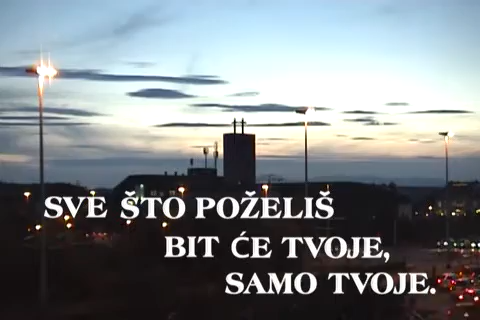 SVE ŠTO POŽELIŠ
BIT ĆE TVOJE,
SAMO TVOJE.